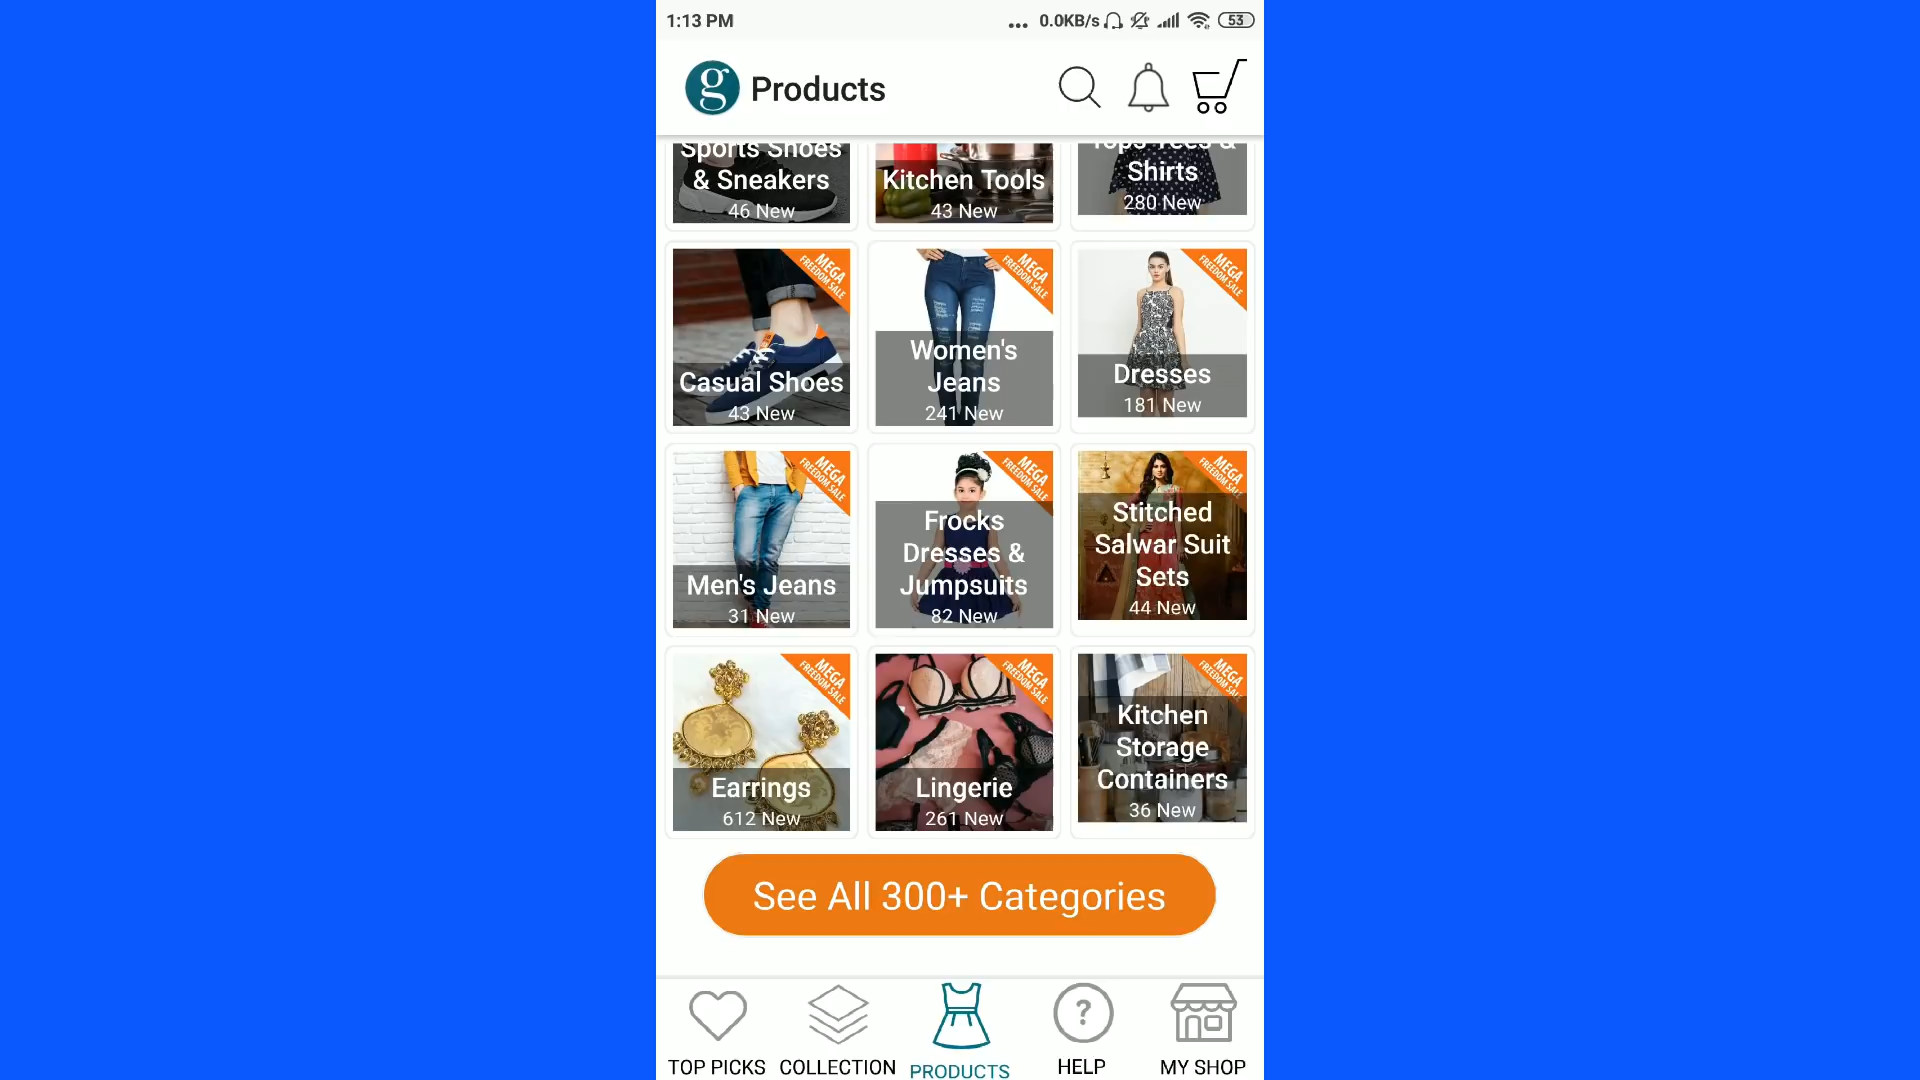 1:13 PM
... 0.0KB/s
53
g Products
Sports Shoes
& Sneakers
46 New
Kitchen Tools
43 New
Tops Tees &
Shirts
280 New
MEGA
FREEDOM SALE
Casual Shoes
43 New
MEGA
FREEDOM SALE
Women's
Jeans
241 New
MEGA
FREEDOM SALE
Dresses
181 New
MEGA
FREEDOM SALE
Men's Jeans
31 New
MEGA
FREEDOM SALE
Frocks
Dresses &
Jumpsuits
82 New
MEGA
FREEDOM SALE
Stitched
Salwar Suit
Sets
44 New
MEGA
FREEDOM SALE
Earrings
612 New
MEGA
FREEDOM SALE
Lingerie
261 New
MEGA
FREEDOM SALE
Kitchen
Storage
Containers
36 New
See All 300+ Categories
TOP PICKS
COLLECTION
PRODUCTS
?
HELP
MY SHOP